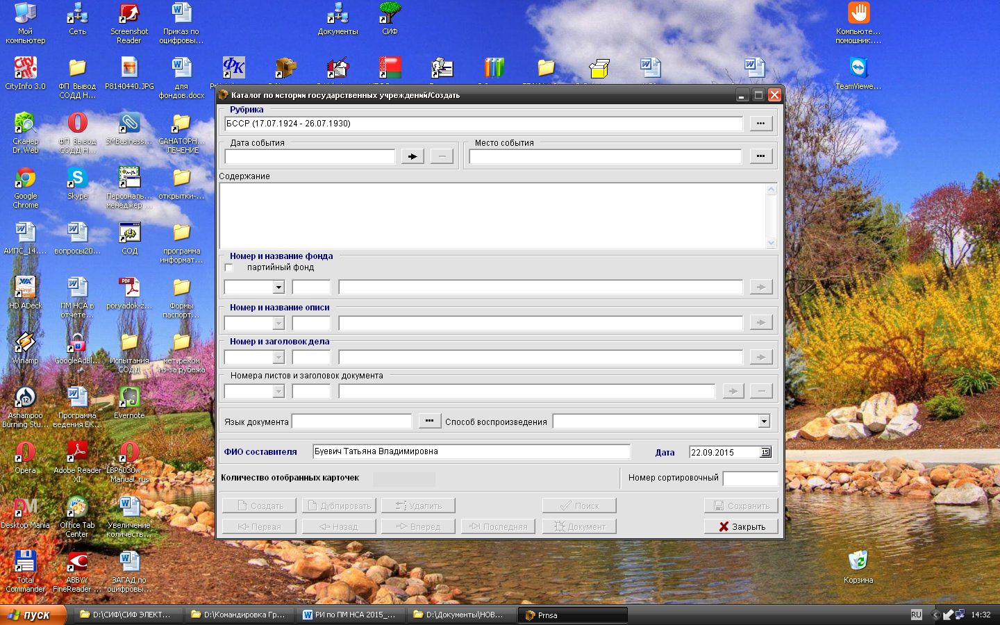 Мой компьютер
Сеть
Screenshot Reader
Приказ по оцифровы...
Документы
СИФ
Компьюте... помошник....
CityInfo 3.0
ФП_Вывод СОДД Н...
P8140440.JPG
для фондов.docx
TeamViewe...
Сканер Dr.Web
ФП_Вывод СОДД Н...
SMBusiness...
САНАТОРН... ЛЕЧЕНИЕ
Google Chrome
Skype
Персональ... менеджер ...
открытки-...
АИПС_14....
вопросы20...
СОД
программа информат...
HD ADeck
ПМ НСА в отчете...
poryadok-z...
Формы паспорт...
Winamp
GoogleAdBl...
Испытания СОДД
мет.реком из-за рубежа
Ashampoo Burning Stu...
Программа ведения ЕК...
Evernote
Opera
Adobe Reader XI
LBP6030w_... Manual_rus
Desktop Mania
Office Tab Center
Увеличение количеств...
Total Commander
ABBYY FineReader ...
ЗАГАД по оцифровы...
Корзина
Каталог по истории государственных учреждений/Создать
Рубрика
БССР (17.07.1924 - 26.07.1930)
Дата события
Место события
Содержание
Номер и название фонда
партийный фонд
Номер и название описи
Номер и заголовок дела
Номера листов и заголовок документа
Язык документа
Способ воспроизведения
ФИО составителя
Буевич Татьяна Владимировна
Дата
22.09.2015
15
Количество отобранных карточек
Номер сортировочный
Создать
Дублировать
Удалить
Поиск
Сохранить
Первая
Назад
Вперед
Последняя
Документ
Закрыть
пуск
D:\СИФ\СИФ ЭЛЕКТ...
D:\Командировка Гр...
РИ по ПМ НСА 2015_...
D:\Документы\НОВ...
Prnsa
RU
14:32